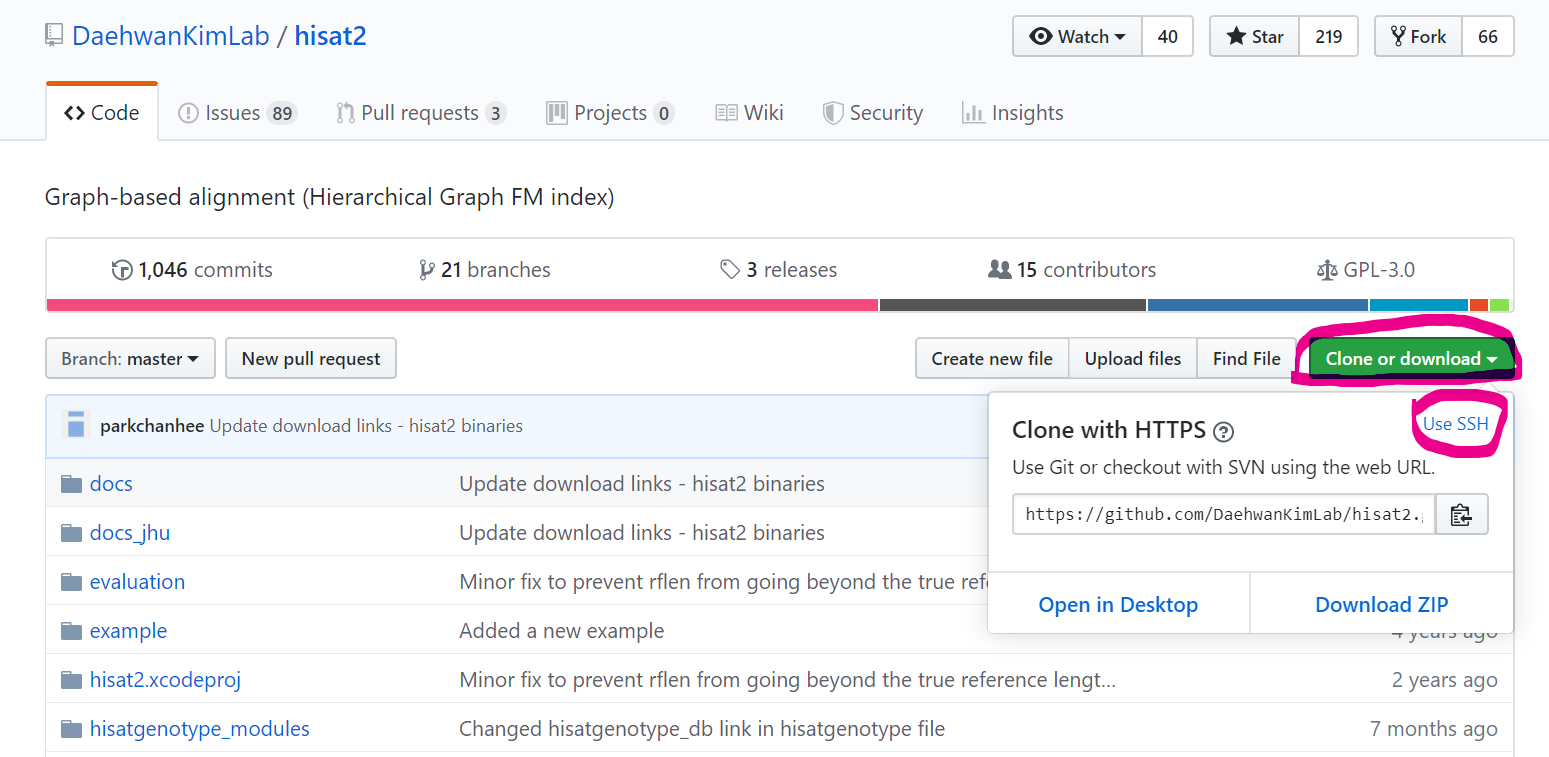 DaehwanKimLab / hisat2
Watch 40 Star 219 Fork 66
Code Issues 89 Pull requests 3 Projects 0 Wiki Security Insights
Graph-based alignment (Hierarchical Graph FM index)
1,046 commits 21 branches 3 releases 15 contributors GPL-3.0
Branch: master New pull request Create new file Upload files Find File Clone or download
parkchanhee Update download links - hisat2 binaries
Clone with HTTPS ? Use SSH
Use Git or checkout with SVN using the web URL.
https://github.com/DaehwanKimLab/hisat2.
Open in Desktop Download ZIP
docs Update download links - hisat2 binaries
docs_jhu Update download links - hisat2 binaries
evaluation Minor fix to prevent rflen from going beyond the true refe
example Added a new example 4 years ago
hisat2.xcodeproj Minor fix to prevent rflen from going beyond the true reference lengt... 2 years ago
hisatgenotype_modules Changed hisatgenotype_db link in hisatgenotype file 7 months ago